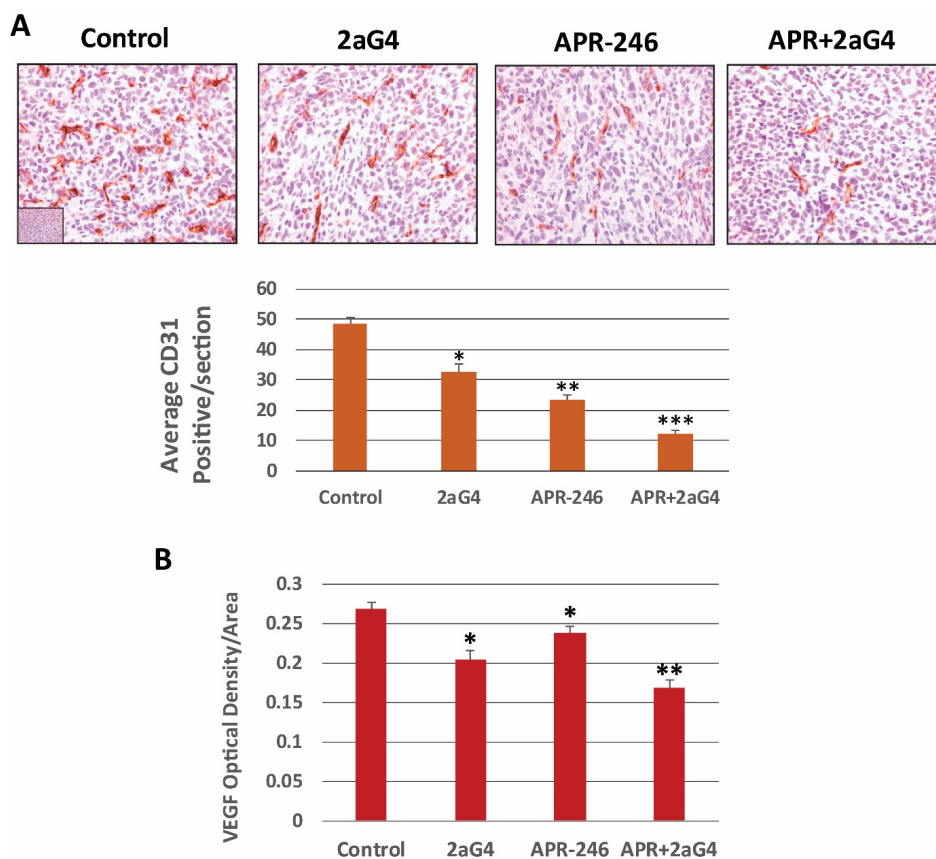 A
Control 2aG4 APR-246 APR+2aG4
60
50
40
30
20
10
0
Average CD31
Positive/section
*
**
***
Control 2aG4 APR-246 APR+2aG4
B
0.3
0.25
0.2
0.15
0.1
0.05
0
VEGF Optical Density/Area
*
*
**
Control 2aG4 APR-246 APR+2aG4